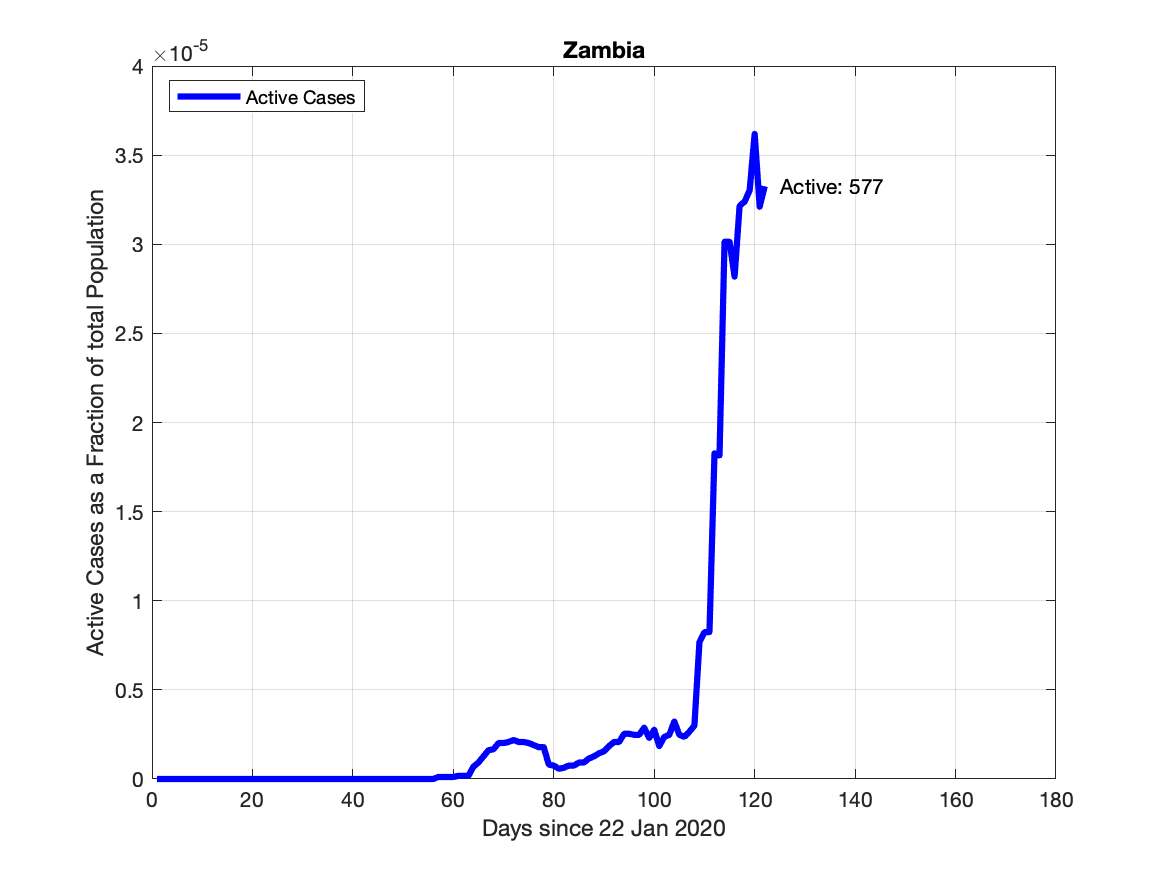 Zambia
×10-5
4
3.5
3
2.5
2
1.5
1
0.5
0
Active Cases
Active: 577
Active Cases as a Fraction of total Population
0 20 40 60 80 100 120 140 160 180
Days since 22 Jan 2020